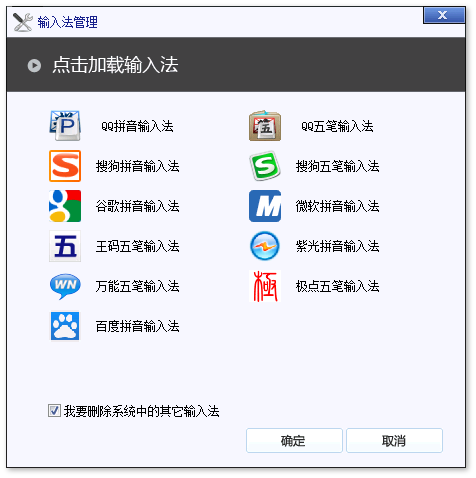 输入法管理
点击加载输入法
QQ拼音输入法
QQ五笔输入法
搜狗拼音输入法
搜狗五笔输入法
谷歌拼音输入法
微软拼音输入法
王码五笔输入法
紫光拼音输入法
万能五笔输入法
极点五笔输入法
百度拼音输入法
我要删除系统中的其它输入法
确定
取消
P
五
S
S
g
M
五
WN
極